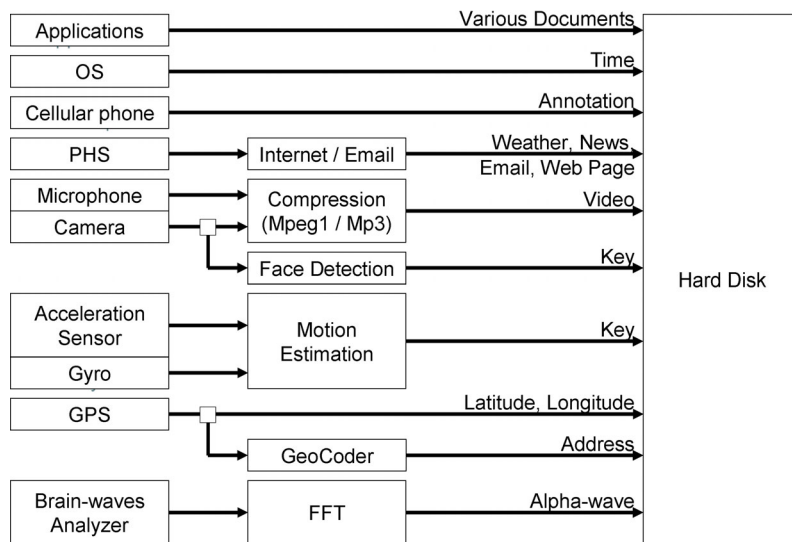 Applications
Various Documents
OS
Time
Cellular phone
Annotation
PHS
Internet / Email
Weather, News,
Email, Web Page
Microphone
Camera
Compression
(Mpeg1 / Mp3)
Video
Face Detection
Key
Hard Disk
Acceleration
Sensor
Gyro
Motion
Estimation
Key
GPS
Latitude, Longitude
GeoCoder
Address
Brain-waves
Analyzer
FFT
Alpha-wave